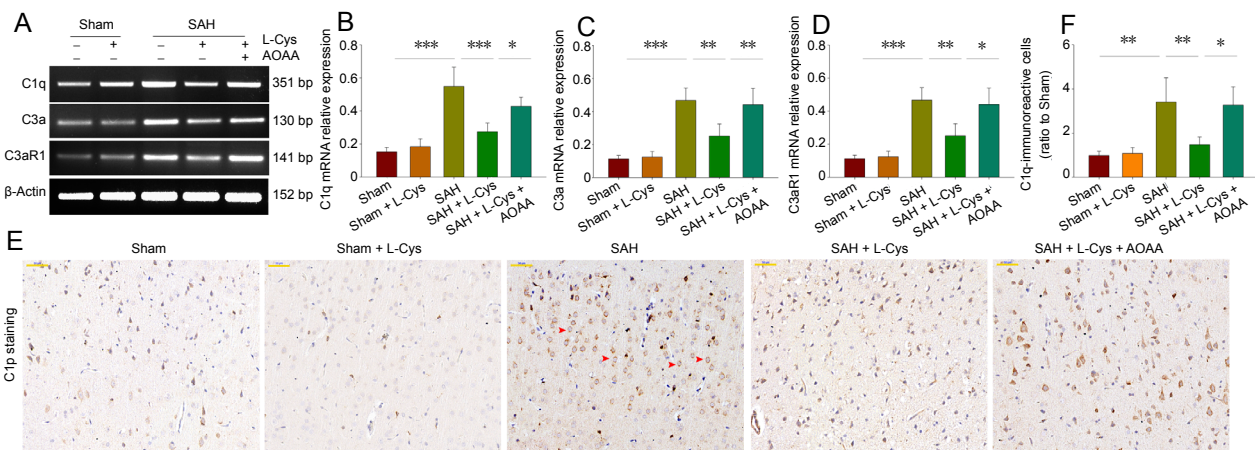 A
Sham
SAH
– + – + + L-Cys
+ AOAA
C1q
351 bp
C3a
130 bp
C3aR1
141 bp
β-Actin
152 bp
B
C1q mRNA relative expression
0.8
0.6
0.4
0.2
0
*** *** *
Sham
Sham + L-Cys
SAH
SAH + L-Cys
SAH + L-Cys +
AOAA
C
C3a mRNA relative expression
0.8
0.6
0.4
0.2
0
*** ** **
Sham
Sham + L-Cys
SAH
SAH + L-Cys
SAH + L-Cys +
AOAA
D
C3aR1 mRNA relative expression
0.8
0.6
0.4
0.2
0
*** ** *
Sham
Sham + L-Cys
SAH
SAH + L-Cys
SAH + L-Cys +
AOAA
F
C1q-immunoreactive cells
(ratio to Sham)
6
4
2
0
** ** *
Sham
Sham + L-Cys
SAH
SAH + L-Cys
SAH + L-Cys +
AOAA
E
Sham
Sham + L-Cys
SAH
SAH + L-Cys
SAH + L-Cys + AOAA
C1p staining